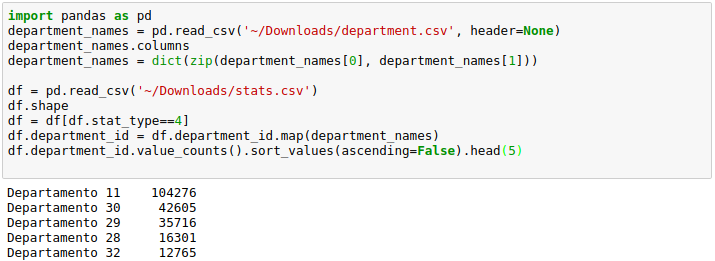 import pandas as pd
department_names = pd.read_csv('~/Downloads/department.csv', header=None)
department_names.columns
department_names = dict(zip(department_names[0], department_names[1]))

df = pd.read_csv('~/Downloads/stats.csv')
df.shape
df = df[df.stat_type==4]
df.department_id = df.department_id.map(department_names)
df.department_id.value_counts().sort_values(ascending=False).head(5)

Departamento 11    104276
Departamento 30     42605
Departamento 29     35716
Departamento 28     16301
Departamento 32     12765